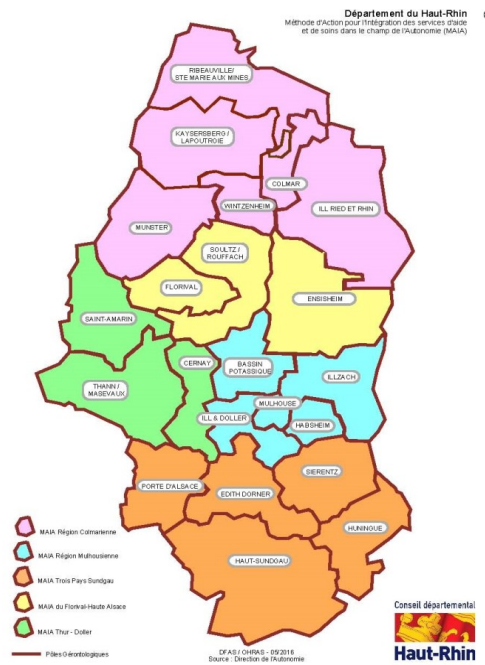 Département du Haut-Rhin
Méthode d'Action pour l'Intégration des services d'aide
et de soins dans le champ de l'Autonomie (MAIA)
RIBEAUVILLE/
STE MARIE AUX MINES
KAYSERSBERG /
LAPOUTROIE
COLMAR
WINTZENHEIM
ILL RIED ET RHIN
MUNSTER
SOULTZ /
ROUFFACH
FLORIVAL
ENSISHEIM
SAINT-AMARIN
CERNAY
BASSIN
POTASSIQUE
ILLZACH
THANN /
MASEVAUX
MULHOUSE
ILL & DOLLER
HABSHEIM
SIERENTZ
PORTE D'ALSACE
EDITH DORNER
HUNINGUE
HAUT-SUNDGAU
MAIA Région Colmarienne
MAIA Région Mulhousienne
MAIA Trois Pays Sundgau
MAIA du Florival-Haute Alsace
MAIA Thur - Doller
Pôles Gérontologiques
DFAS / OHRAS - 05/2016
Source : Direction de l'Autonomie
Conseil départemental
Haut-Rhin